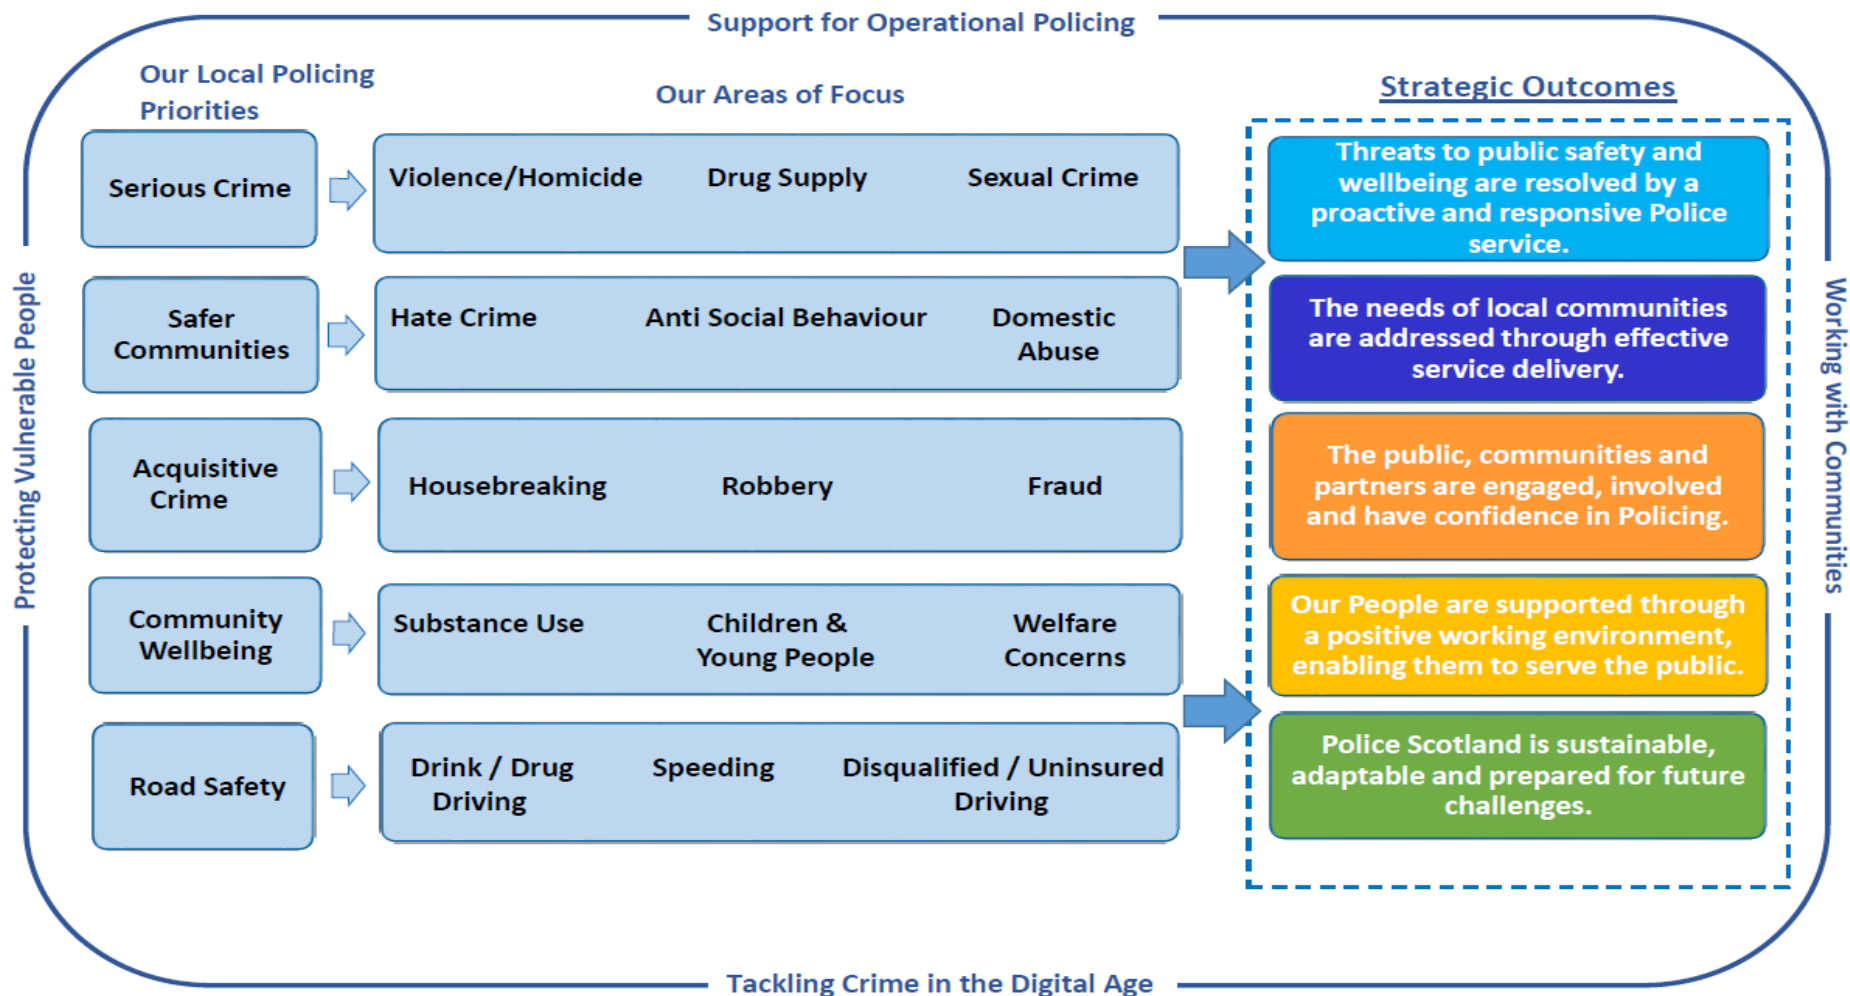 Support for Operational Policing
Our Local Policing
Priorities
Our Areas of Focus
Strategic Outcomes
Serious Crime
Violence/Homicide
Drug Supply
Sexual Crime
Safer
Communities
Hate Crime
Anti Social Behaviour
Domestic
Abuse
Acquisitive
Crime
Housebreaking
Robbery
Fraud
Community
Wellbeing
Substance Use
Children &
Young People
Welfare
Concerns
Road Safety
Drink / Drug
Driving
Speeding
Disqualified / Uninsured
Driving
Threats to public safety and
wellbeing are resolved by a
proactive and responsive Police
service.
The needs of local communities
are addressed through effective
service delivery.
The public, communities and
partners are engaged, involved
and have confidence in Policing.
Our People are supported through
a positive working environment,
enabling them to serve the public.
Police Scotland is sustainable,
adaptable and prepared for future
challenges.
Protecting Vulnerable People
Working with Communities
Tackling Crime in the Digital Age